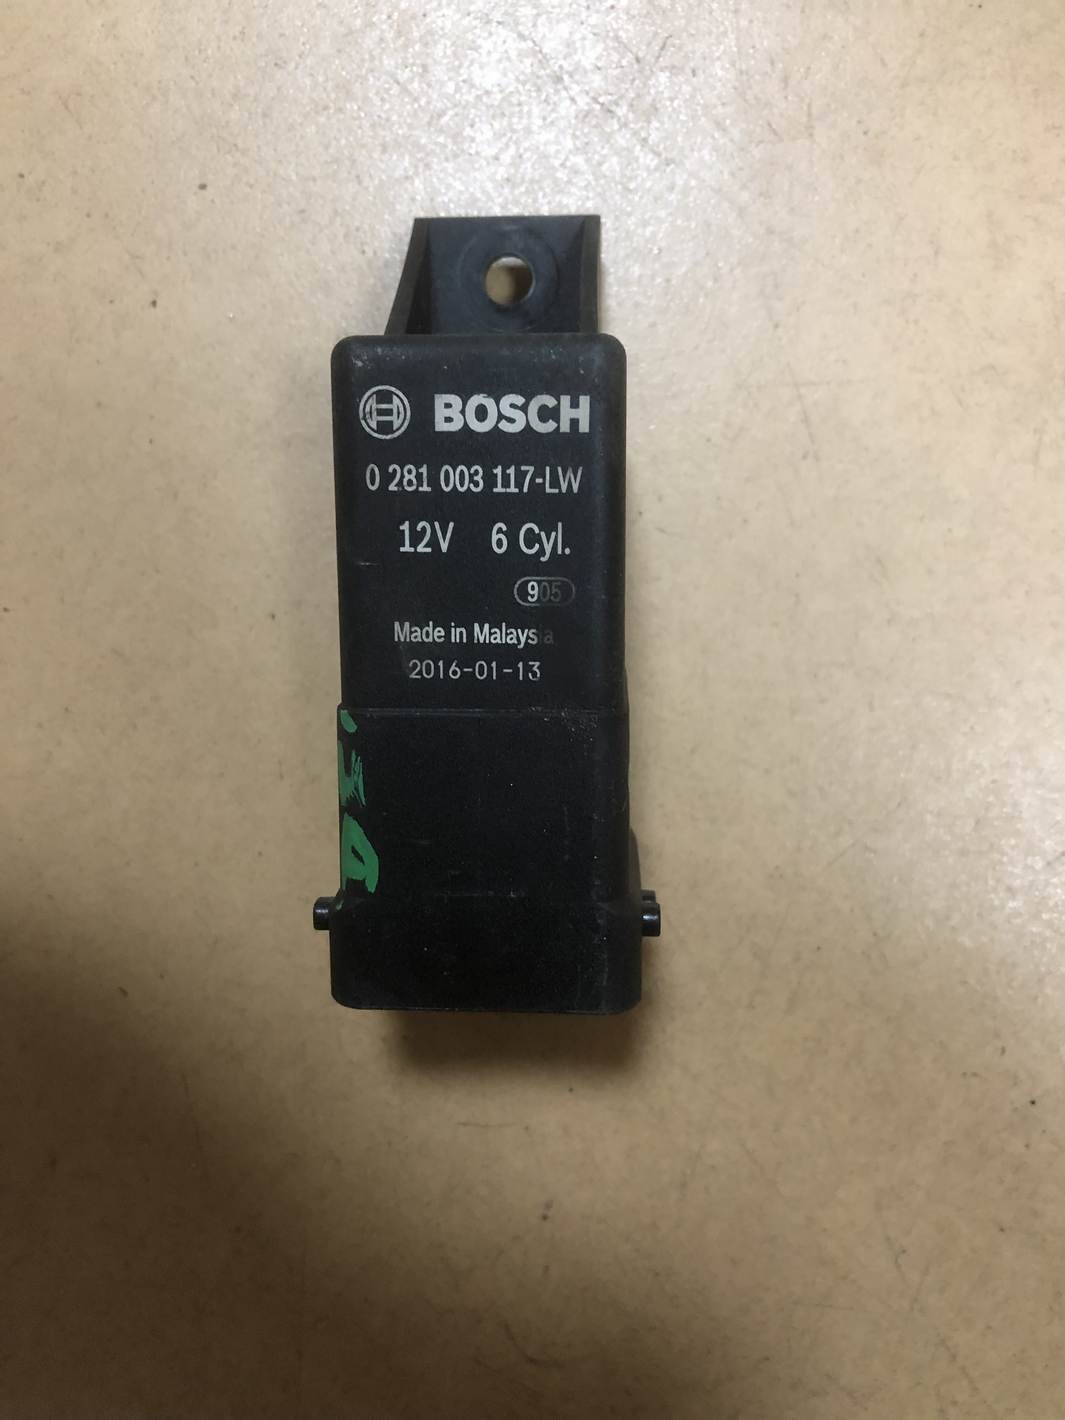 BOSCH
0 281 003 117-LW
12V 6 Cyl.
905
Made in Malaysia
2016-01-13